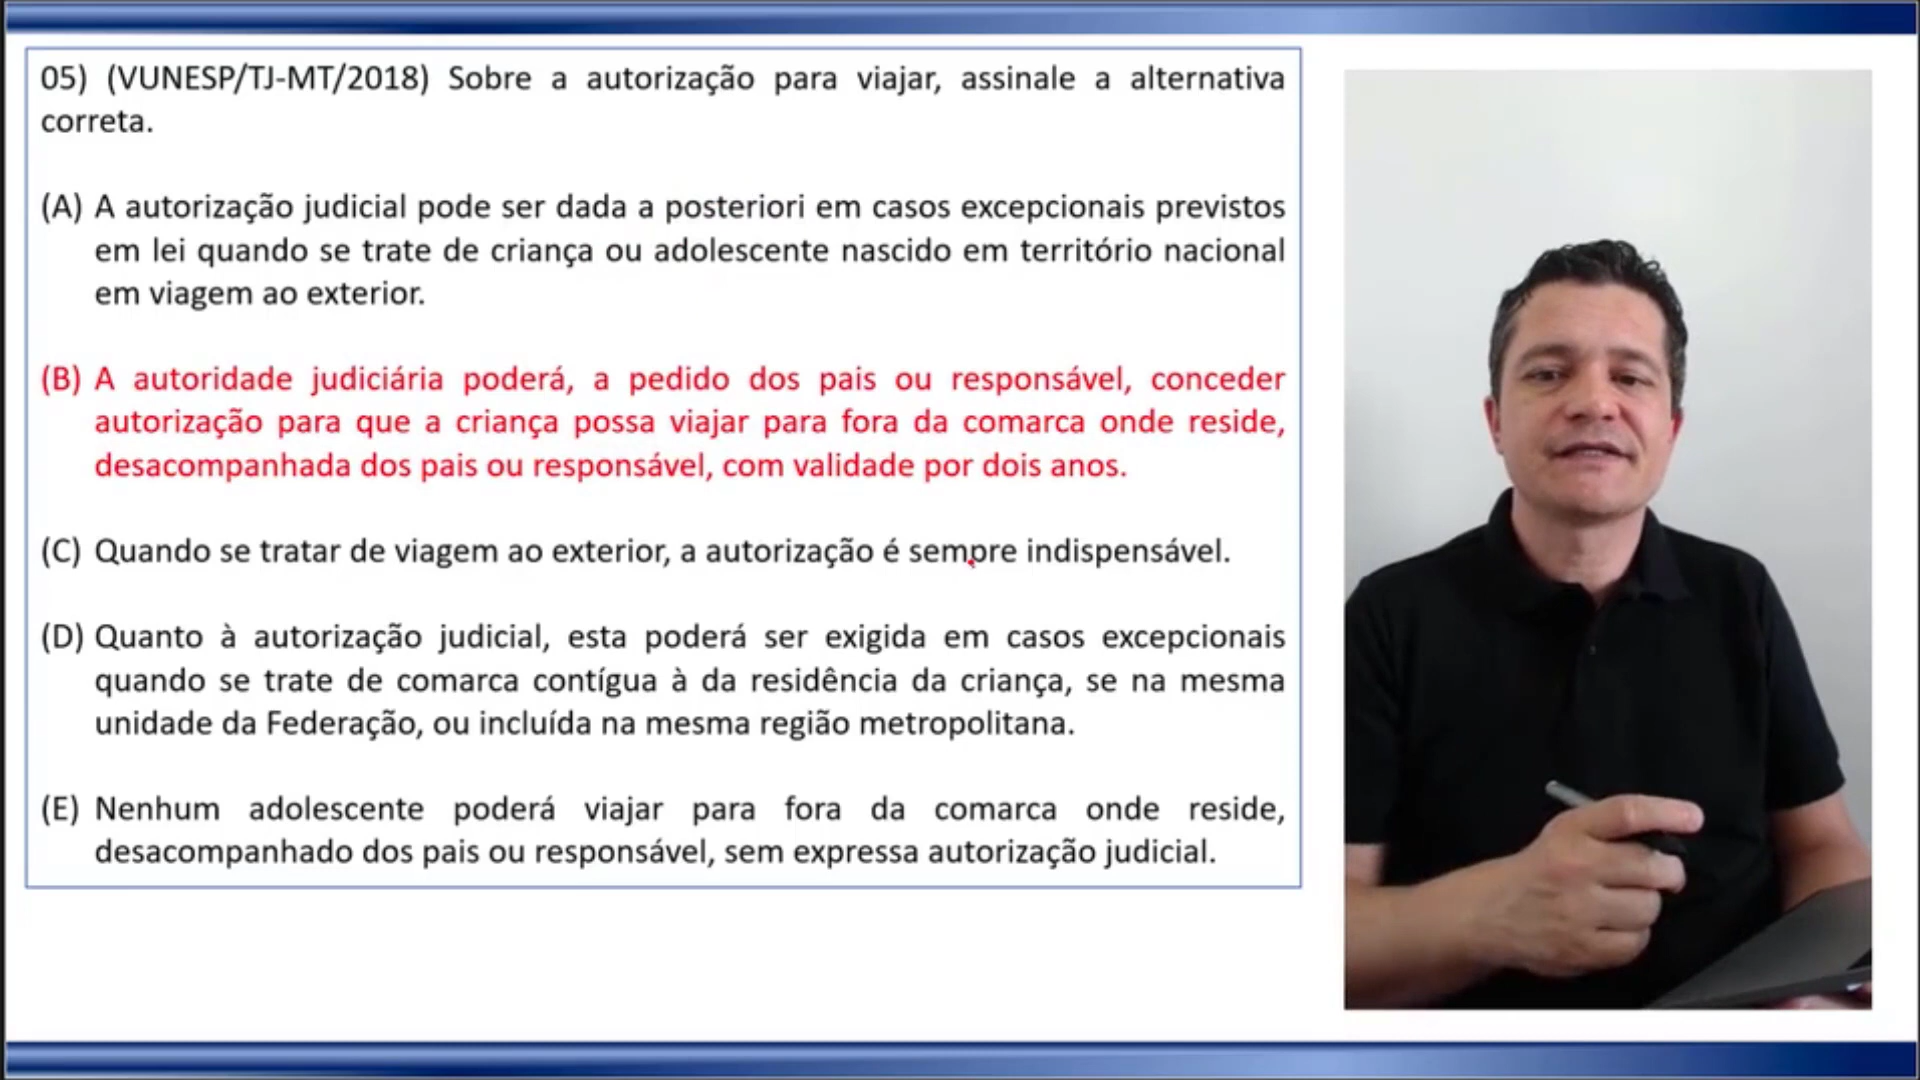 05) (VUNESP/TJ-MT/2018) Sobre a autorização para viajar, assinale a alternativa
correta.
(A) A autorização judicial pode ser dada a posteriori em casos excepcionais previstos
em lei quando se trate de criança ou adolescente nascido em território nacional
em viagem ao exterior.
(B) A autoridade judiciária poderá, a pedido dos pais ou responsável, conceder
autorização para que a criança possa viajar para fora da comarca onde reside,
desacompanhada dos pais ou responsável, com validade por dois anos.
(C) Quando se tratar de viagem ao exterior, a autorização é sempre indispensável.
(D) Quanto à autorização judicial, esta poderá ser exigida em casos excepcionais
quando se trate de comarca contígua à da residência da criança, se na mesma
unidade da Federação, ou incluída na mesma região metropolitana.
(E) Nenhum adolescente poderá viajar para fora da comarca onde reside,
desacompanhado dos pais ou responsável, sem expressa autorização judicial.